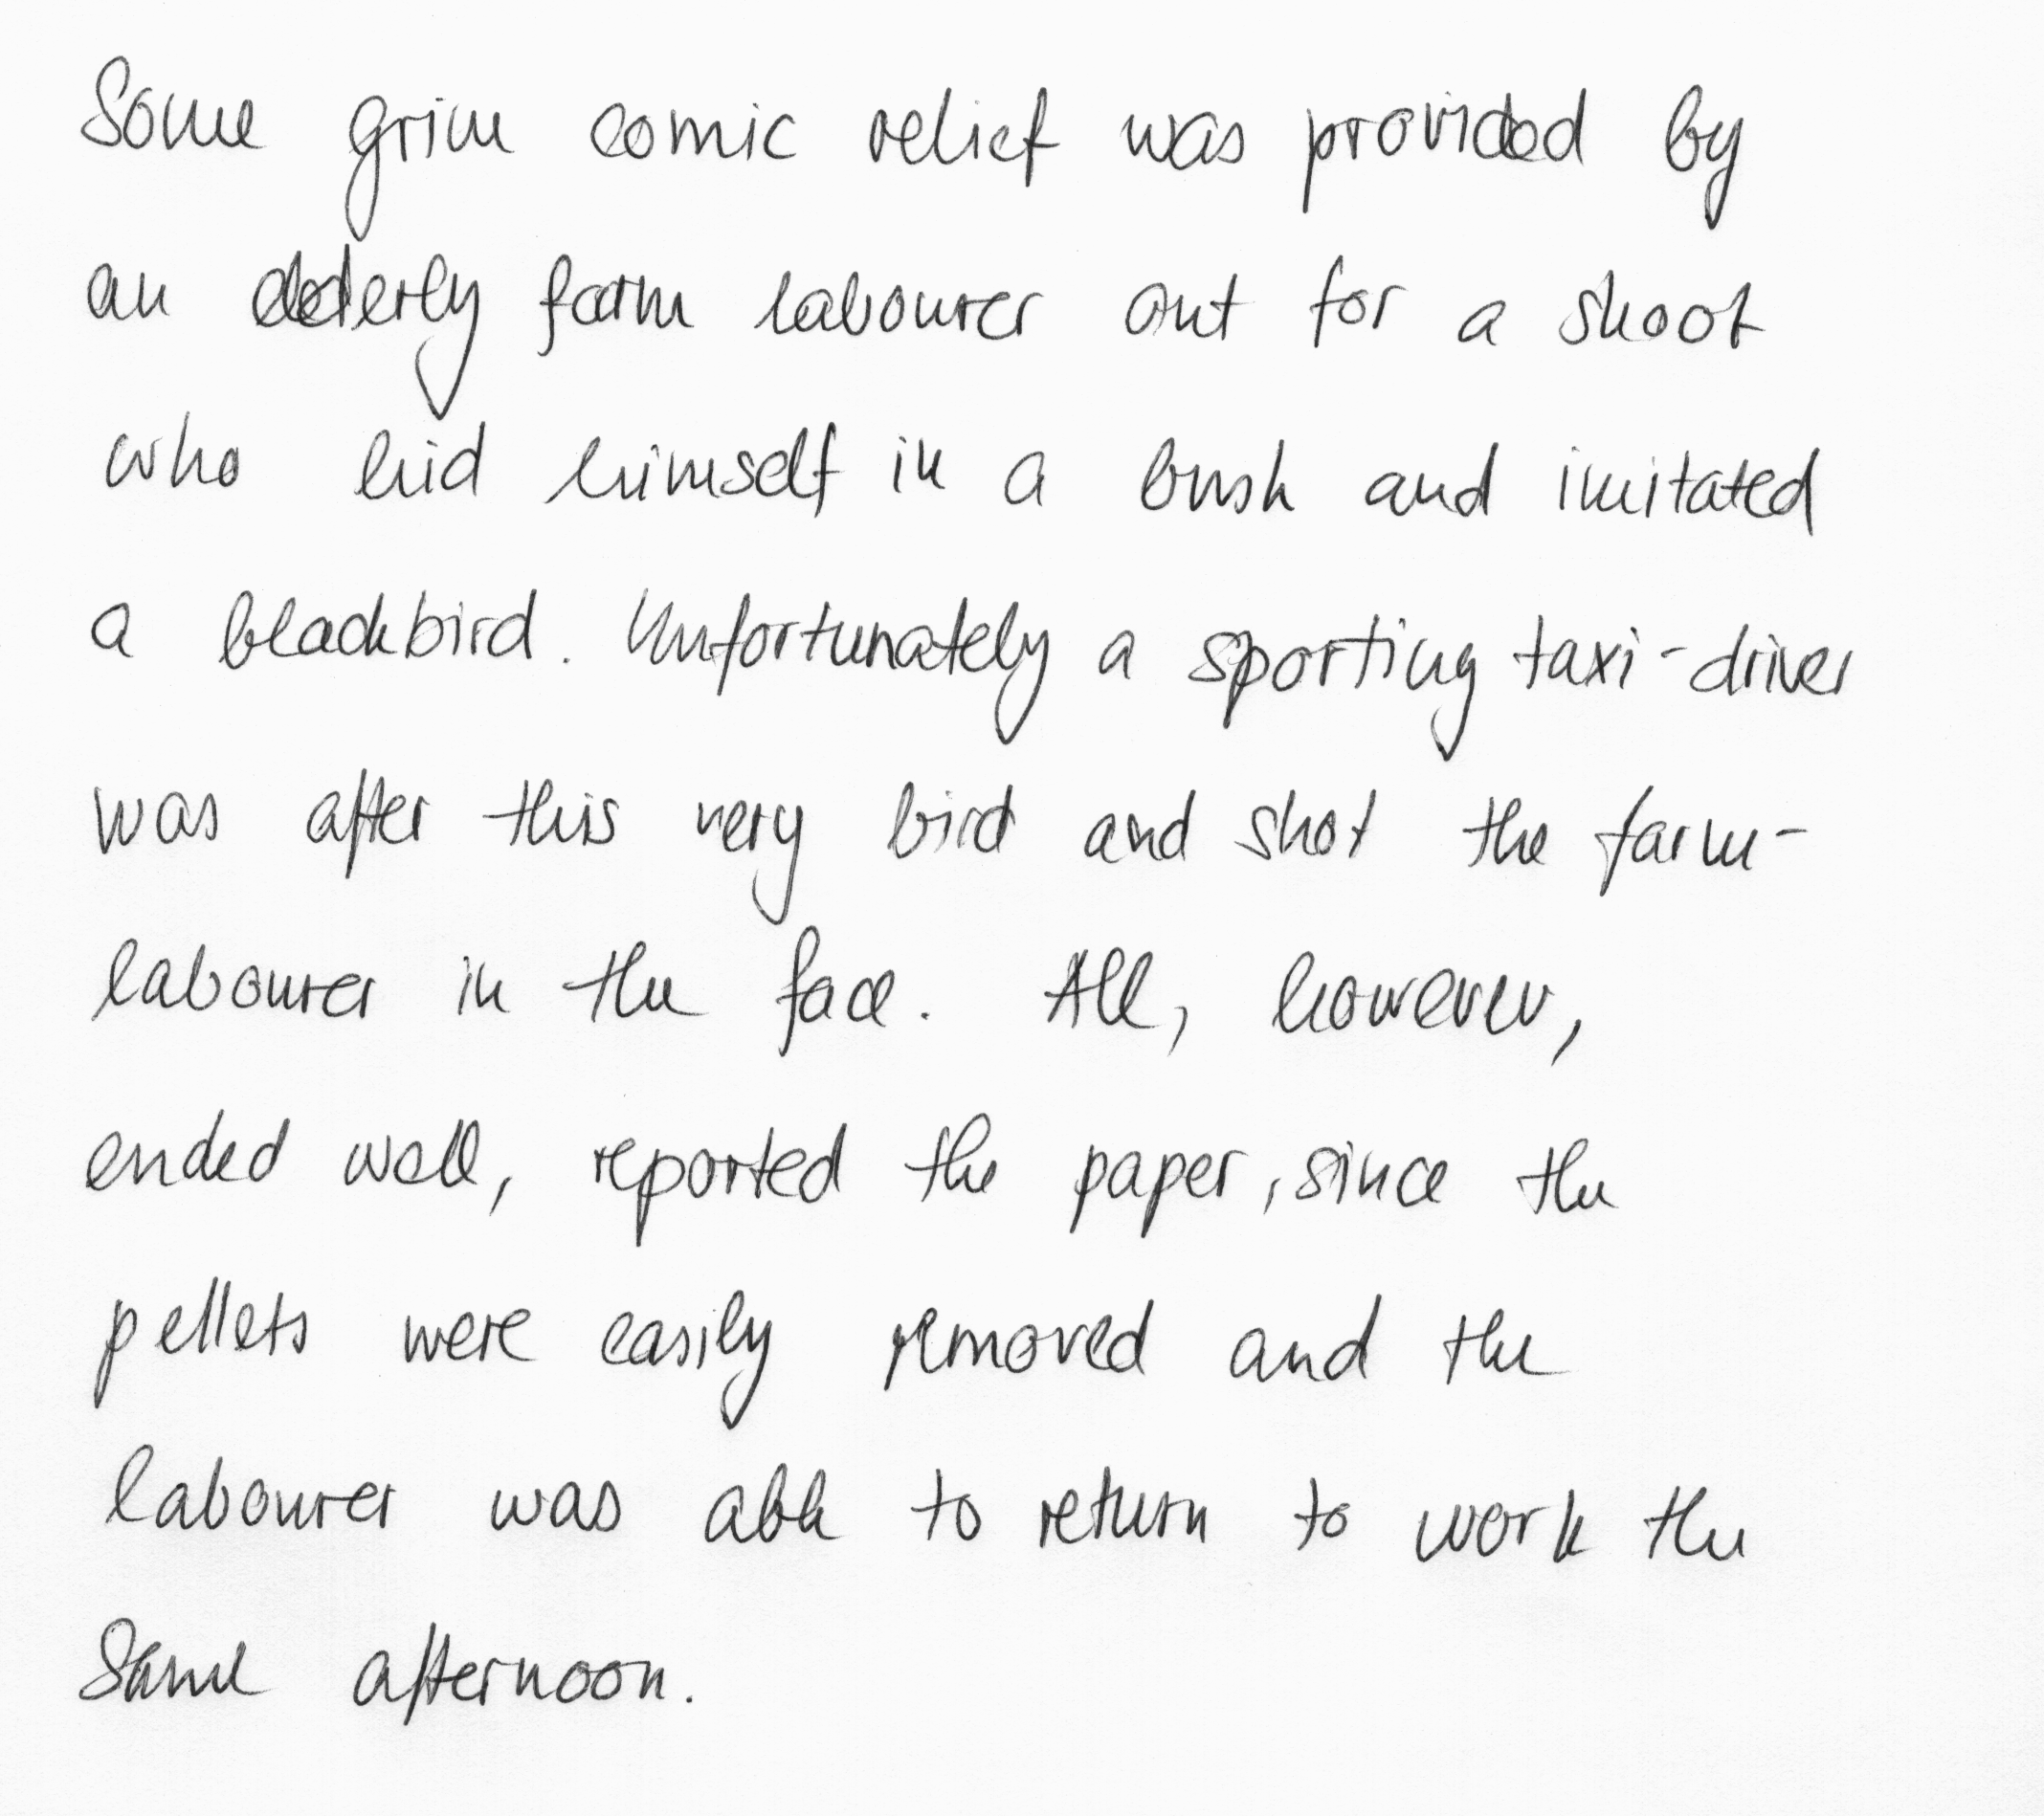 Some grim comic relief was provided by
an elderly farm labourer out for a shoot
who hid himself in a bush and imitated
a blackbird. Unfortunately a sporting taxi-driver
was after this very bird and shot the farm-
labourer in the face. All, however,
ended well, reported the paper, since the
pellets were easily removed and the
labourer was able to return to work the
same afternoon.